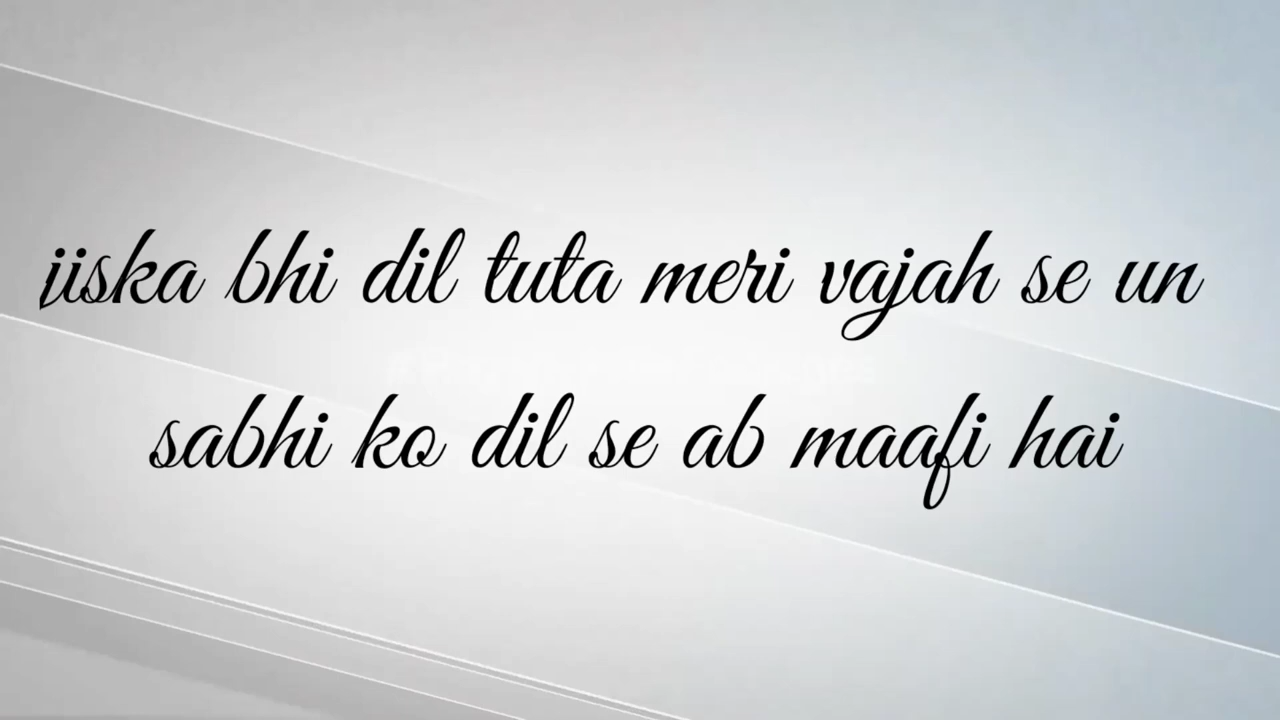 jiska bhi dil tuta meri vajah se un
sabhi ko dil se ab maafi hai